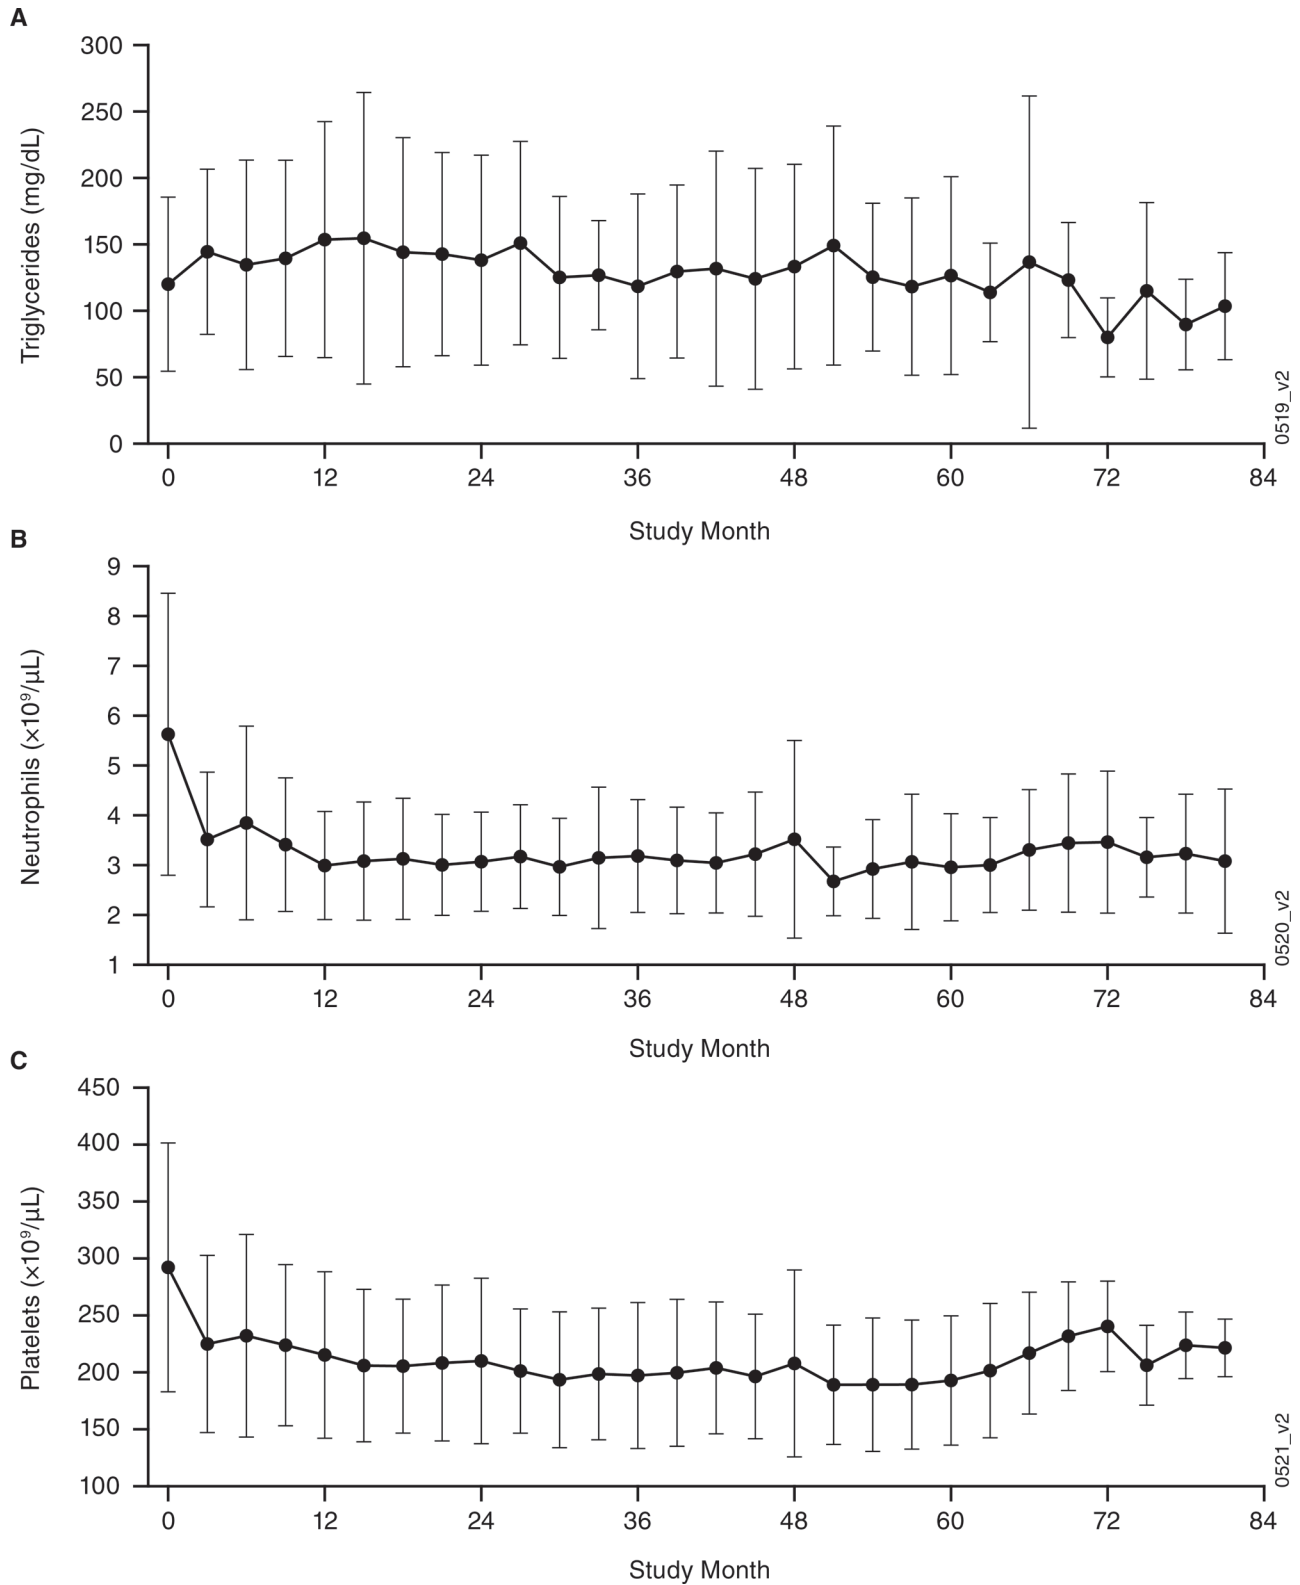 A
Triglycerides (mg/dL)
300
250
200
150
100
50
0
0 12 24 36 48 60 72 84
Study Month
0519_v2
B
Neutrophils (×10⁹/µL)
9
8
7
6
5
4
3
2
1
0 12 24 36 48 60 72 84
Study Month
0520_v2
C
Platelets (×10⁹/µL)
450
400
350
300
250
200
150
100
0 12 24 36 48 60 72 84
Study Month
0521_v2